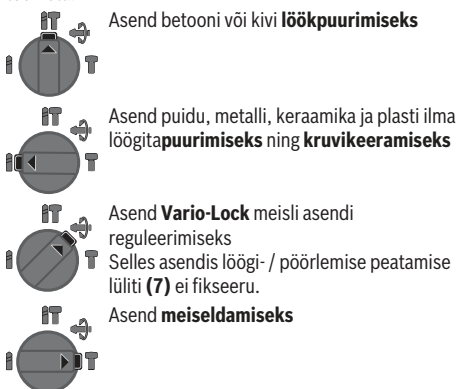 Asend betooni või kivi löökpuurimiseks
Asend puidu, metalli, keraamika ja plasti ilma
löögitapuurimiseks ning kruvikeeramiseks
Asend Vario-Lock meisli asendi
reguleerimiseks
Selles asendis löögi- / pöörlemise peatamise
lüliti (7) ei fikseeru.
Asend meiseldamiseks